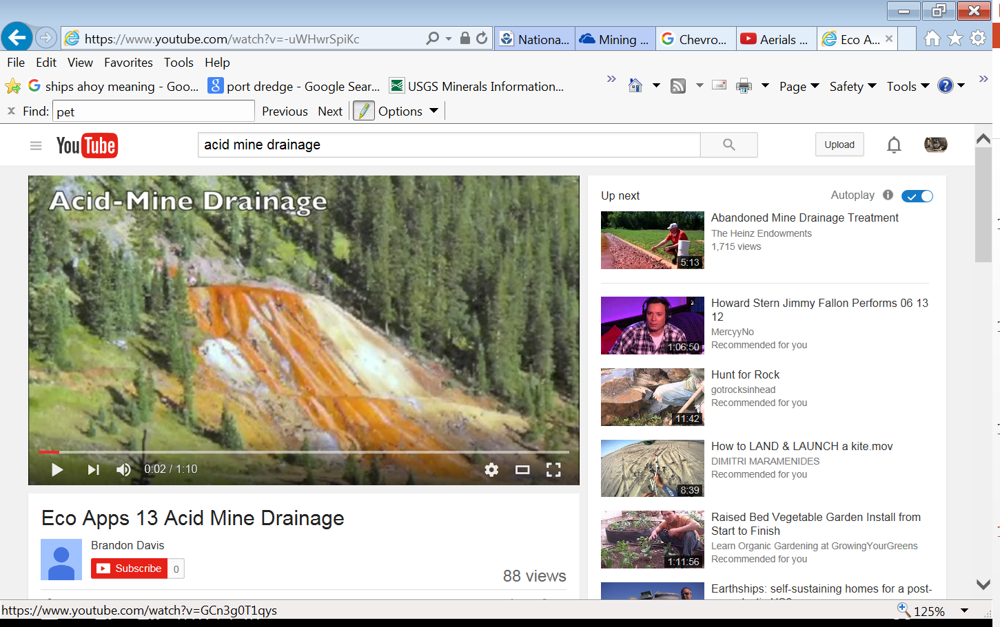 https://www.youtube.com/watch?v=-uWHwrSpiKc
Nationa...
Mining ...
Chevro...
Aerials ...
Eco A...
File Edit View Favorites Tools Help
ships ahoy meaning - Goo...
port dredge - Google Sear...
USGS Minerals Information...
Page
Safety
Tools
x Find: pet
Previous Next
Options
YouTube
acid mine drainage
Upload
Acid-Mine Drainage
0:02 / 1:10
Eco Apps 13 Acid Mine Drainage
Brandon Davis
Subscribe 0
88 views
Up next
Autoplay
Abandoned Mine Drainage Treatment
The Heinz Endowments
1,715 views
5:13
Howard Stern Jimmy Fallon Performs 06 13
12
MercyyNo
Recommended for you
1:06:50
Hunt for Rock
gotrocksinhead
Recommended for you
11:42
How to LAND & LAUNCH a kite.mov
DIMITRI MARAMENIDES
Recommended for you
8:39
Raised Bed Vegetable Garden Install from
Start to Finish
Learn Organic Gardening at GrowingYourGreens
Recommended for you
1:11:56
Earthships: self-sustaining homes for a post-
https://www.youtube.com/watch?v=GCn3g0T1qys
125%